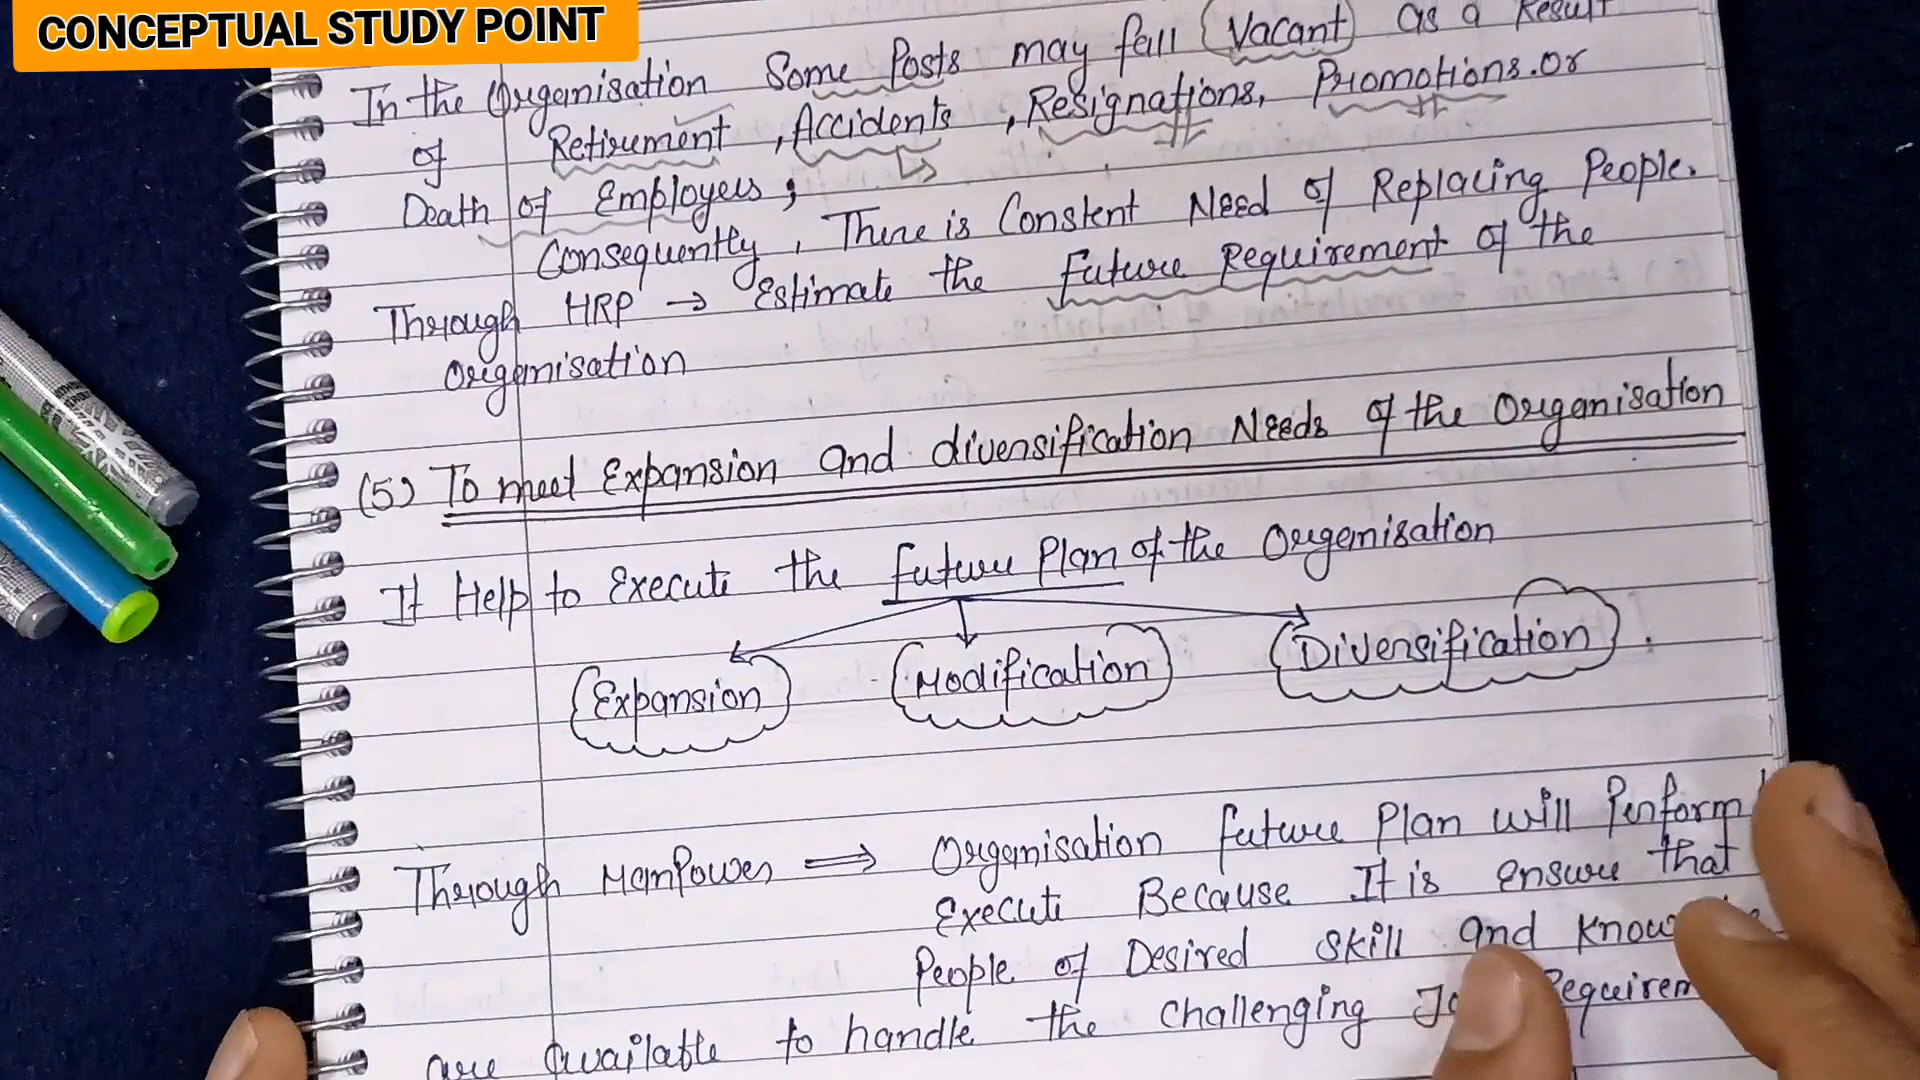 CONCEPTUAL STUDY POINT
In the Organisation Some Posts may fall Vacant as a Result
of Retirement, Accidents, Resignations, Promotions. or
Death of Employees;
Consequently, There is Constent Need of Replacing People.
Through HRP → Estimate the future Requirement of the
Organisation
(5) To meet Expansion and diversification Needs of the Organisation
It Help to Execute the future Plan of the Organisation
Expansion Modification Diversification.
Through ManPower ⟹ Organisation future Plan will Perform
Execute Because It is ensure that
People of Desired Skill and
are available to handle the Challenging